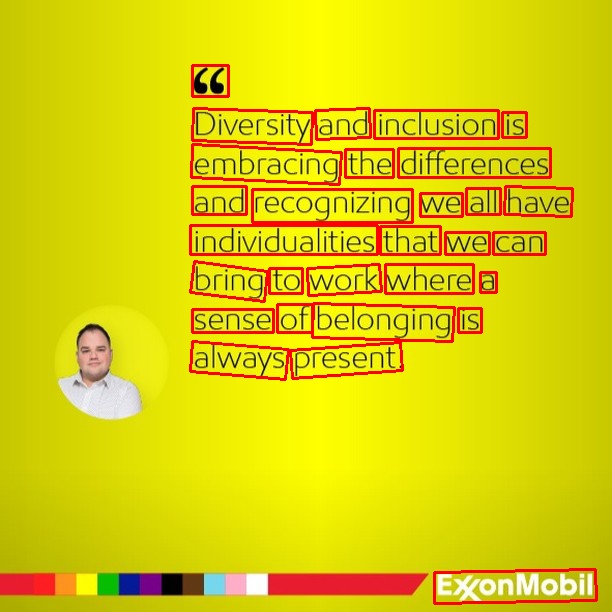 “
Diversity and inclusion is
embracing the differences
and recognizing we all have
individualities that we can
bring to work where a
sense of belonging is
always present
ExxonMobil